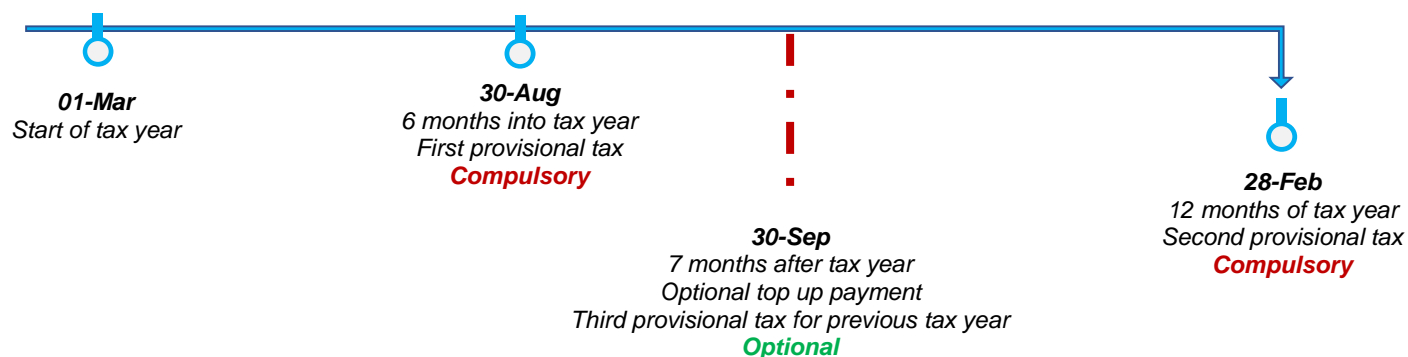 01-Mar
Start of tax year
30-Aug
6 months into tax year
First provisional tax
Compulsory
30-Sep
7 months after tax year
Optional top up payment
Third provisional tax for previous tax year
Optional
28-Feb
12 months of tax year
Second provisional tax
Compulsory